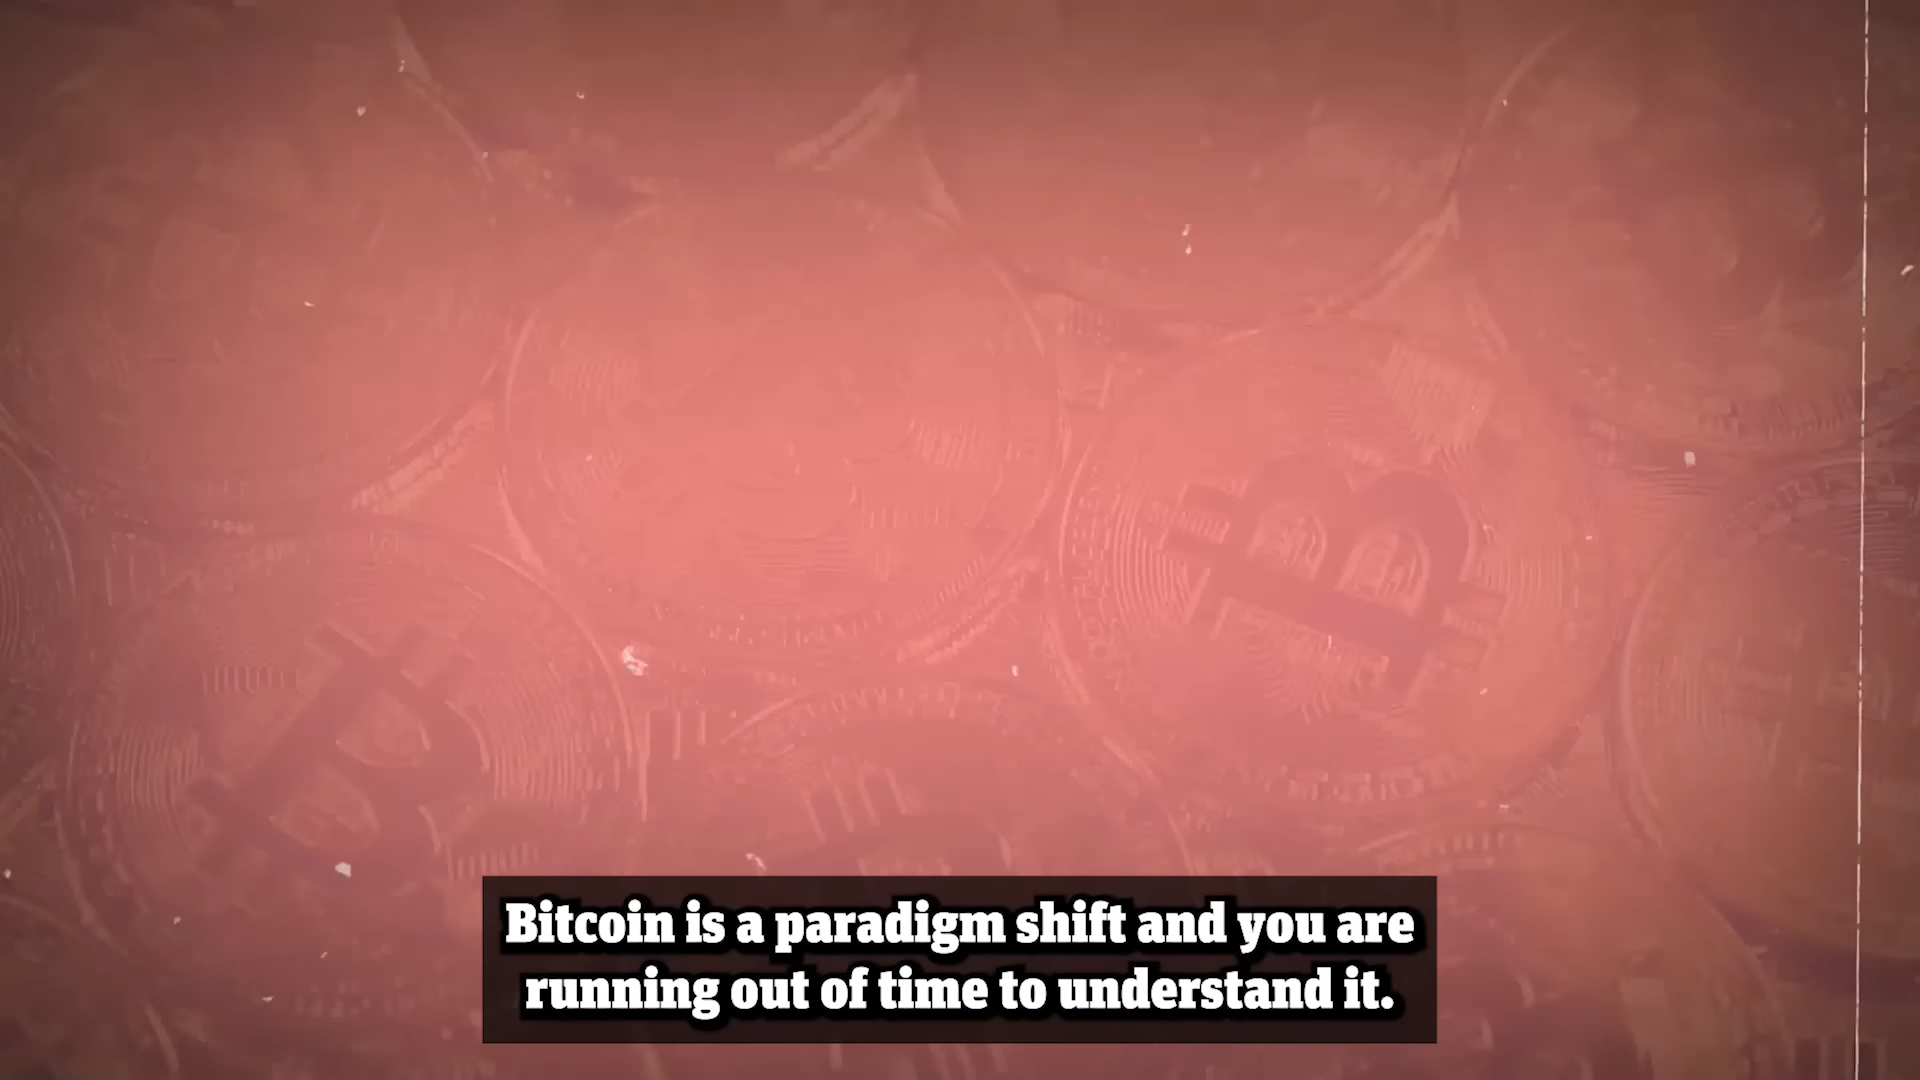 Bitcoin is a paradigm shift and you are
running out of time to understand it.